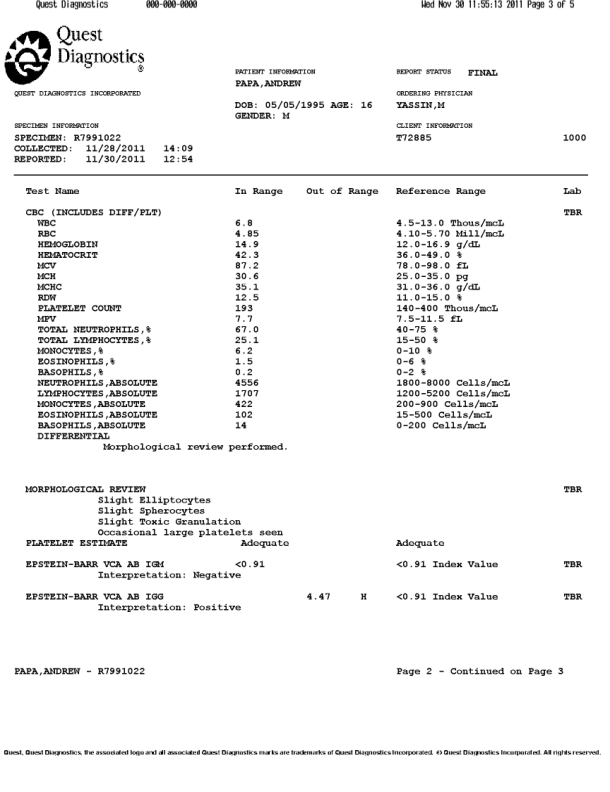 Quest Diagnostics 000-000-0000 Wed Nov 30 11:55:13 2011 Page 3 of 5
Quest
Diagnostics
®
PATIENT INFORMATION REPORT STATUS FINAL
PAPA,ANDREW
QUEST DIAGNOSTICS INCORPORATED ORDERING PHYSICIAN
DOB: 05/05/1995 AGE: 16 YASSIN,M
GENDER: M
SPECIMEN INFORMATION CLIENT INFORMATION
SPECIMEN: R7991022 T72885 1000
COLLECTED: 11/28/2011 14:09
REPORTED: 11/30/2011 12:54
Test Name In Range Out of Range Reference Range Lab
CBC (INCLUDES DIFF/PLT) TBR
WBC 6.8 4.5-13.0 Thous/mcL
RBC 4.85 4.10-5.70 Mill/mcL
HEMOGLOBIN 14.9 12.0-16.9 g/dL
HEMATOCRIT 42.3 36.0-49.0 %
MCV 87.2 78.0-98.0 fL
MCH 30.6 25.0-35.0 pg
MCHC 35.1 31.0-36.0 g/dL
RDW 12.5 11.0-15.0 %
PLATELET COUNT 193 140-400 Thous/mcL
MPV 7.7 7.5-11.5 fL
TOTAL NEUTROPHILS,% 67.0 40-75 %
TOTAL LYMPHOCYTES,% 25.1 15-50 %
MONOCYTES,% 6.2 0-10 %
EOSINOPHILS,% 1.5 0-6 %
BASOPHILS,% 0.2 0-2 %
NEUTROPHILS,ABSOLUTE 4556 1800-8000 Cells/mcL
LYMPHOCYTES,ABSOLUTE 1707 1200-5200 Cells/mcL
MONOCYTES,ABSOLUTE 422 200-900 Cells/mcL
EOSINOPHILS,ABSOLUTE 102 15-500 Cells/mcL
BASOPHILS,ABSOLUTE 14 0-200 Cells/mcL
DIFFERENTIAL
Morphological review performed.
MORPHOLOGICAL REVIEW TBR
Slight Elliptocytes
Slight Spherocytes
Slight Toxic Granulation
Occasional large platelets seen
PLATELET ESTIMATE Adequate Adequate
EPSTEIN-BARR VCA AB IGM <0.91 <0.91 Index Value TBR
Interpretation: Negative
EPSTEIN-BARR VCA AB IGG 4.47 H <0.91 Index Value TBR
Interpretation: Positive
PAPA,ANDREW - R7991022 Page 2 - Continued on Page 3
Quest, Quest Diagnostics, the associated logo and all associated Quest Diagnostics marks are trademarks of Quest Diagnostics Incorporated. © Quest Diagnostics Incorporated. All rights reserved.